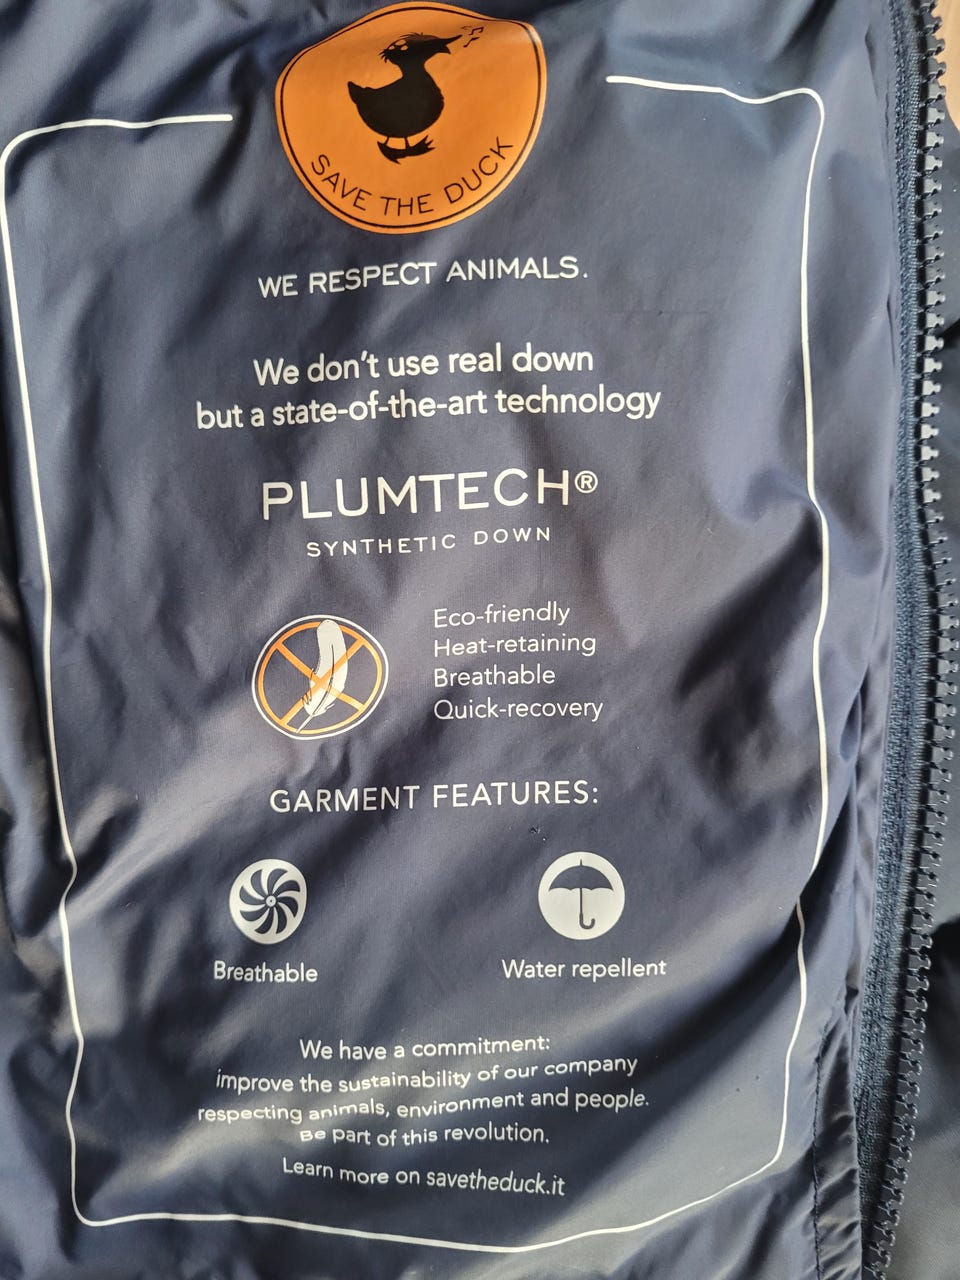 SAVE THE DUCK
WE RESPECT ANIMALS.
We don't use real down
but a state-of-the-art technology
PLUMTECH®
SYNTHETIC DOWN
Eco-friendly
Heat-retaining
Breathable
Quick-recovery
GARMENT FEATURES:
Breathable
Water repellent
We have a commitment:
improve the sustainability of our company
respecting animals, environment and people.
Be part of this revolution.
Learn more on savetheduck.it